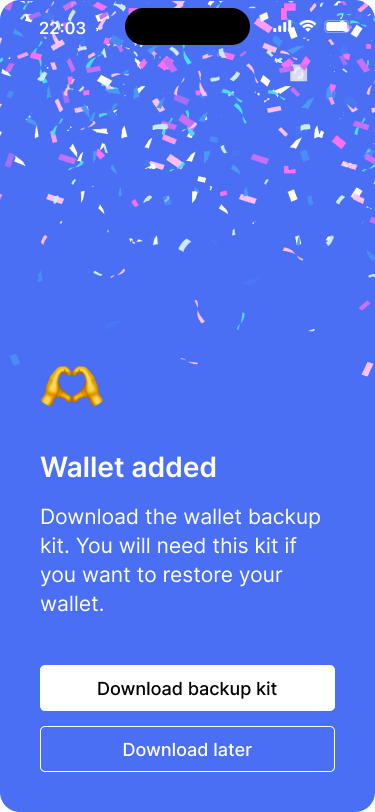 22:03
Wallet added
Download the wallet backup
kit. You will need this kit if
you want to restore your
wallet.
Download backup kit
Download later